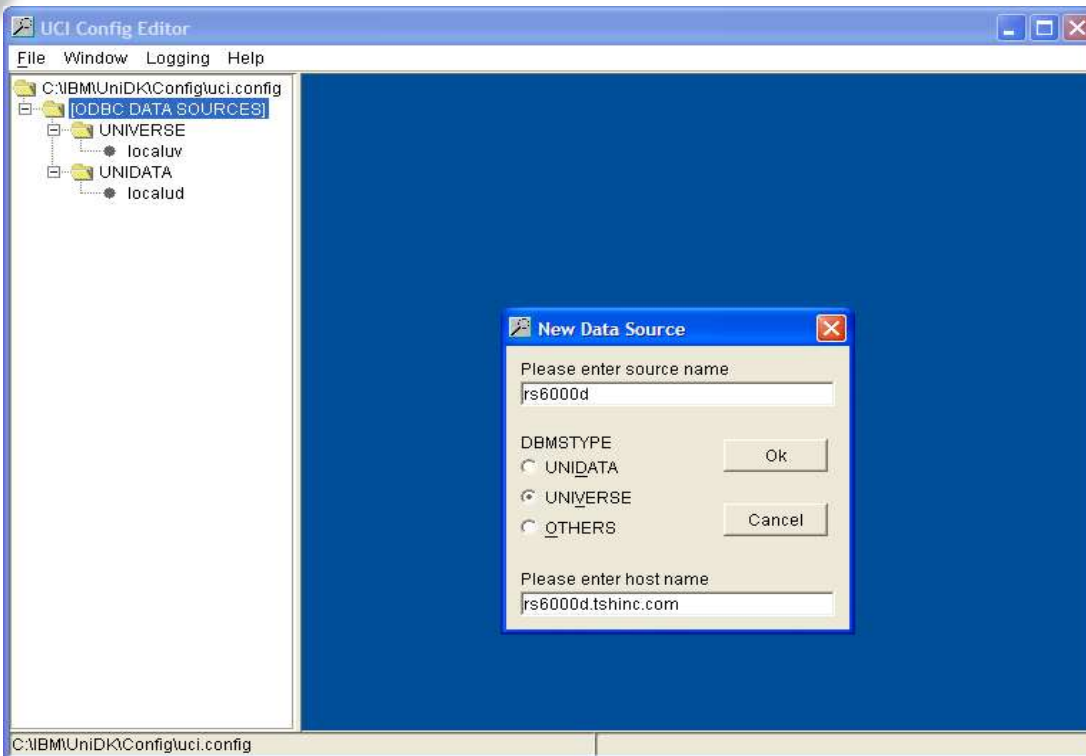 UCI Config Editor
File Window Logging Help
C:\IBM\UniDK\Config\uci.config
[ODBC DATA SOURCES]
UNIVERSE
localuv
UNIDATA
localud
New Data Source
Please enter source name
rs6000d
DBMSTYPE
UNIDATA
UNIVERSE
OTHERS
Ok
Cancel
Please enter host name
rs6000d.tshinc.com
C:\IBM\UniDK\Config\uci.config